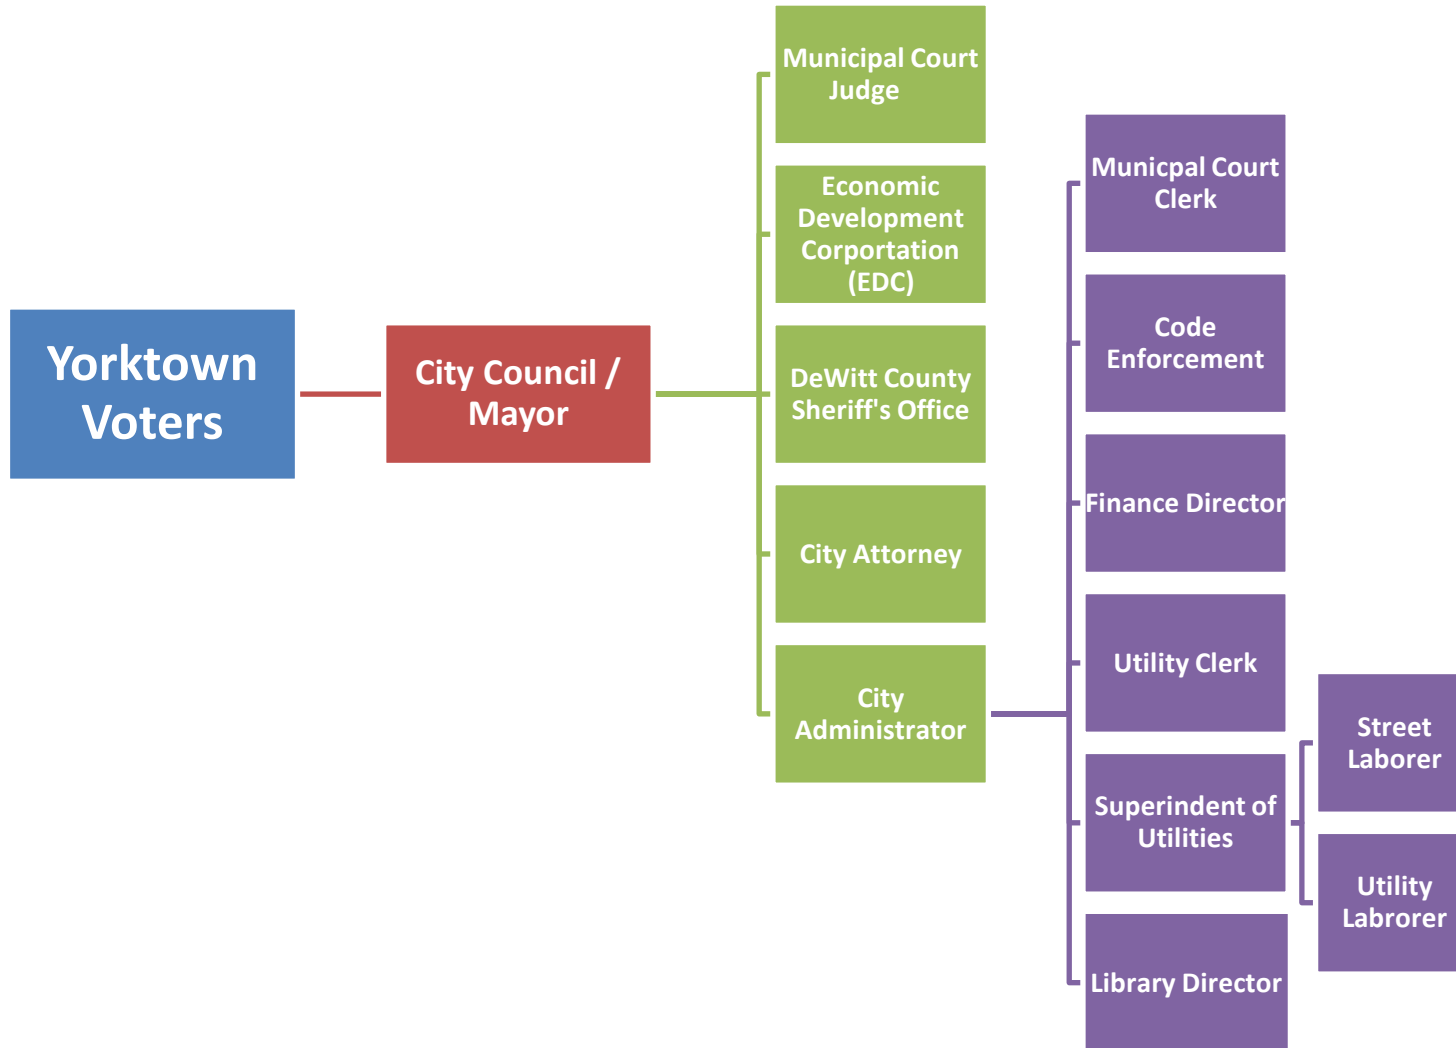 Yorktown
Voters
City Council /
Mayor
Municipal Court
Judge
Economic
Development
Corportation
(EDC)
DeWitt County
Sheriff's Office
City Attorney
City
Administrator
Municpal Court
Clerk
Code
Enforcement
Finance Director
Utility Clerk
Superindent of
Utilities
Library Director
Street
Laborer
Utility
Labrorer